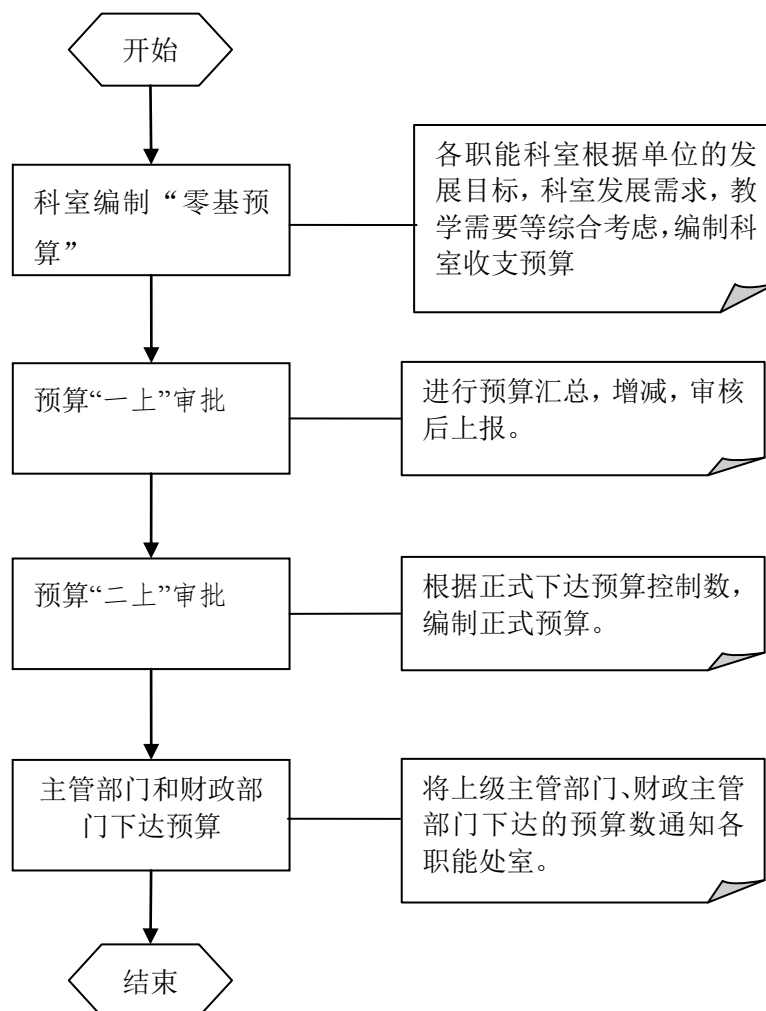 开始
科室编制“零基预
算”
各职能科室根据单位的发
展目标,科室发展需求,教
学需要等综合考虑,编制科
室收支预算
预算“一上”审批
进行预算汇总,增减,审核
后上报。
预算“二上”审批
根据正式下达预算控制数,
编制正式预算。
主管部门和财政部
门下达预算
将上级主管部门、财政主管
部门下达的预算数通知各
职能处室。
结束